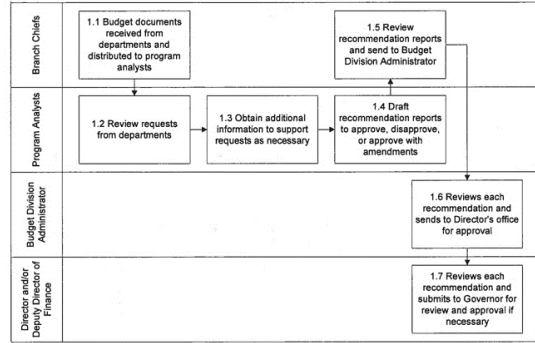 Branch Chiefs
1.1 Budget documents
received from
departments and
distributed to program
analysts
1.5 Review
recommendation reports
and send to Budget
Division Administrator
Program Analysts
1.2 Review requests
from departments
1.3 Obtain additional
information to support
requests as necessary
1.4 Draft
recommendation reports
to approve, disapprove,
or approve with
amendments
Budget Division
Administrator
1.6 Reviews each
recommendation and
sends to Director's office
for approval
Director and/or
Deputy Director of
Finance
1.7 Reviews each
recommendation and
submits to Governor for
review and approval if
necessary